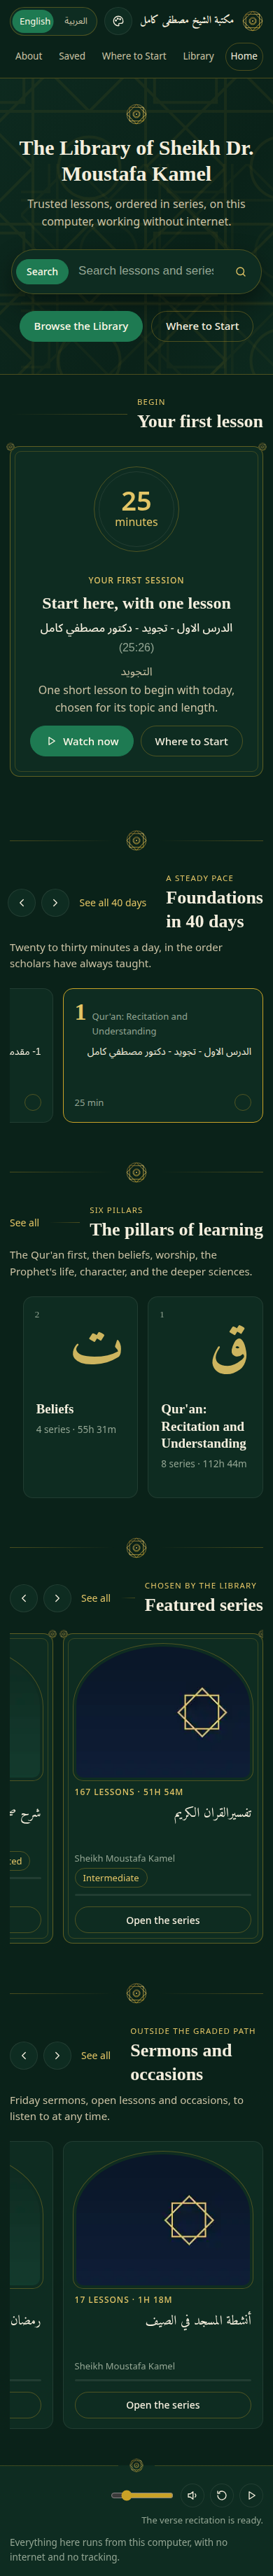 English
العربية
مكتبة الشيخ مصطفى كامل
About
Saved
Where to Start
Library
Home
The Library of Sheikh Dr.
Moustafa Kamel
Trusted lessons, ordered in series, on this
computer, working without internet.
Search
Search lessons and series
Browse the Library
Where to Start
BEGIN
Your first lesson
25
minutes
YOUR FIRST SESSION
Start here, with one lesson
الدرس الاول - تجويد - دكتور مصطفي كامل
(25:26)
التجويد
One short lesson to begin with today,
chosen for its topic and length.
Watch now
Where to Start
A STEADY PACE
Foundations
in 40 days
See all 40 days
Twenty to thirty minutes a day, in the order
scholars have always taught.
1
Qur'an: Recitation and
Understanding
الدرس الاول - تجويد - دكتور مصطفي كامل
25 min
1- مقدم
SIX PILLARS
The pillars of learning
See all
The Qur'an first, then beliefs, worship, the
Prophet's life, character, and the deeper sciences.
1
ق
Qur'an:
Recitation and
Understanding
8 series · 112h 44m
2
ت
Beliefs
4 series · 55h 31m
CHOSEN BY THE LIBRARY
Featured series
See all
167 LESSONS · 51H 54M
تفسيرالقران الكريم
Sheikh Moustafa Kamel
Intermediate
Open the series
شرح صح
ced
OUTSIDE THE GRADED PATH
Sermons and
occasions
See all
Friday sermons, open lessons and occasions, to
listen to at any time.
17 LESSONS · 1H 18M
أنشطة المسجد في الصيف
Sheikh Moustafa Kamel
Open the series
رمضان
The verse recitation is ready.
Everything here runs from this computer, with no
internet and no tracking.